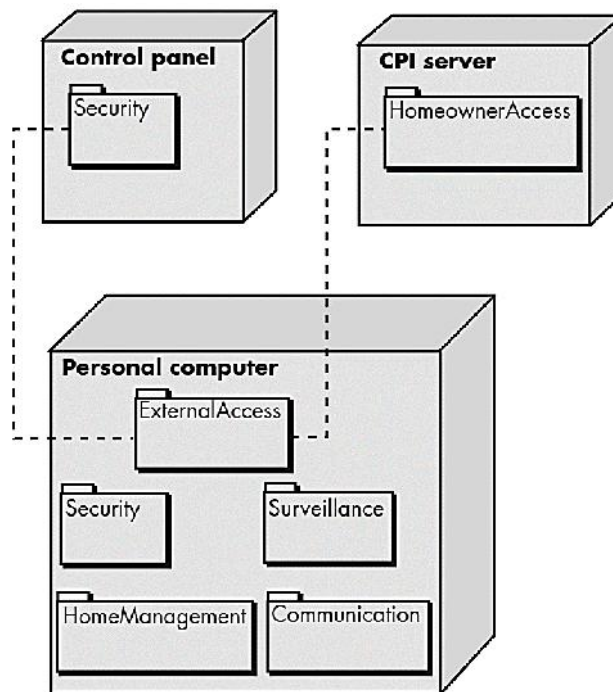 Control panel
Security
CPI server
HomeownerAccess
Personal computer
ExternalAccess
Security
Surveillance
HomeManagement
Communication